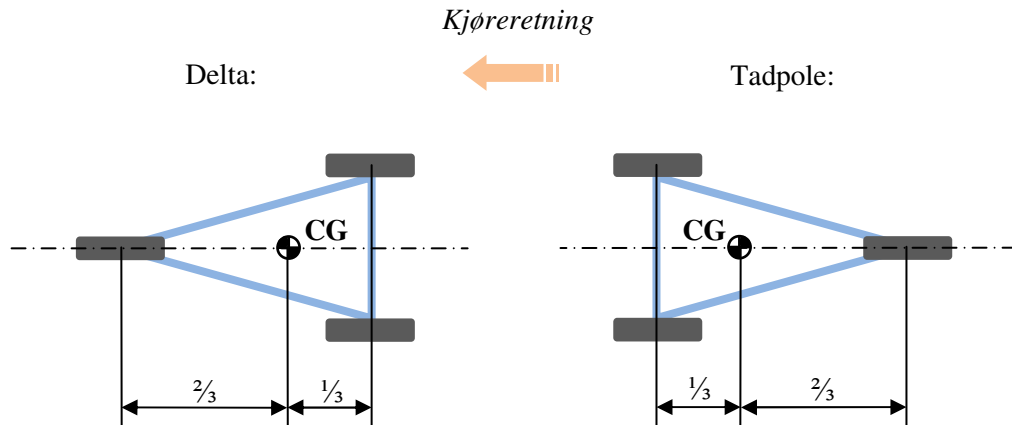 Kjøreretning
Delta:
Tadpole:
CG
CG
⅔
⅓
⅓
⅔